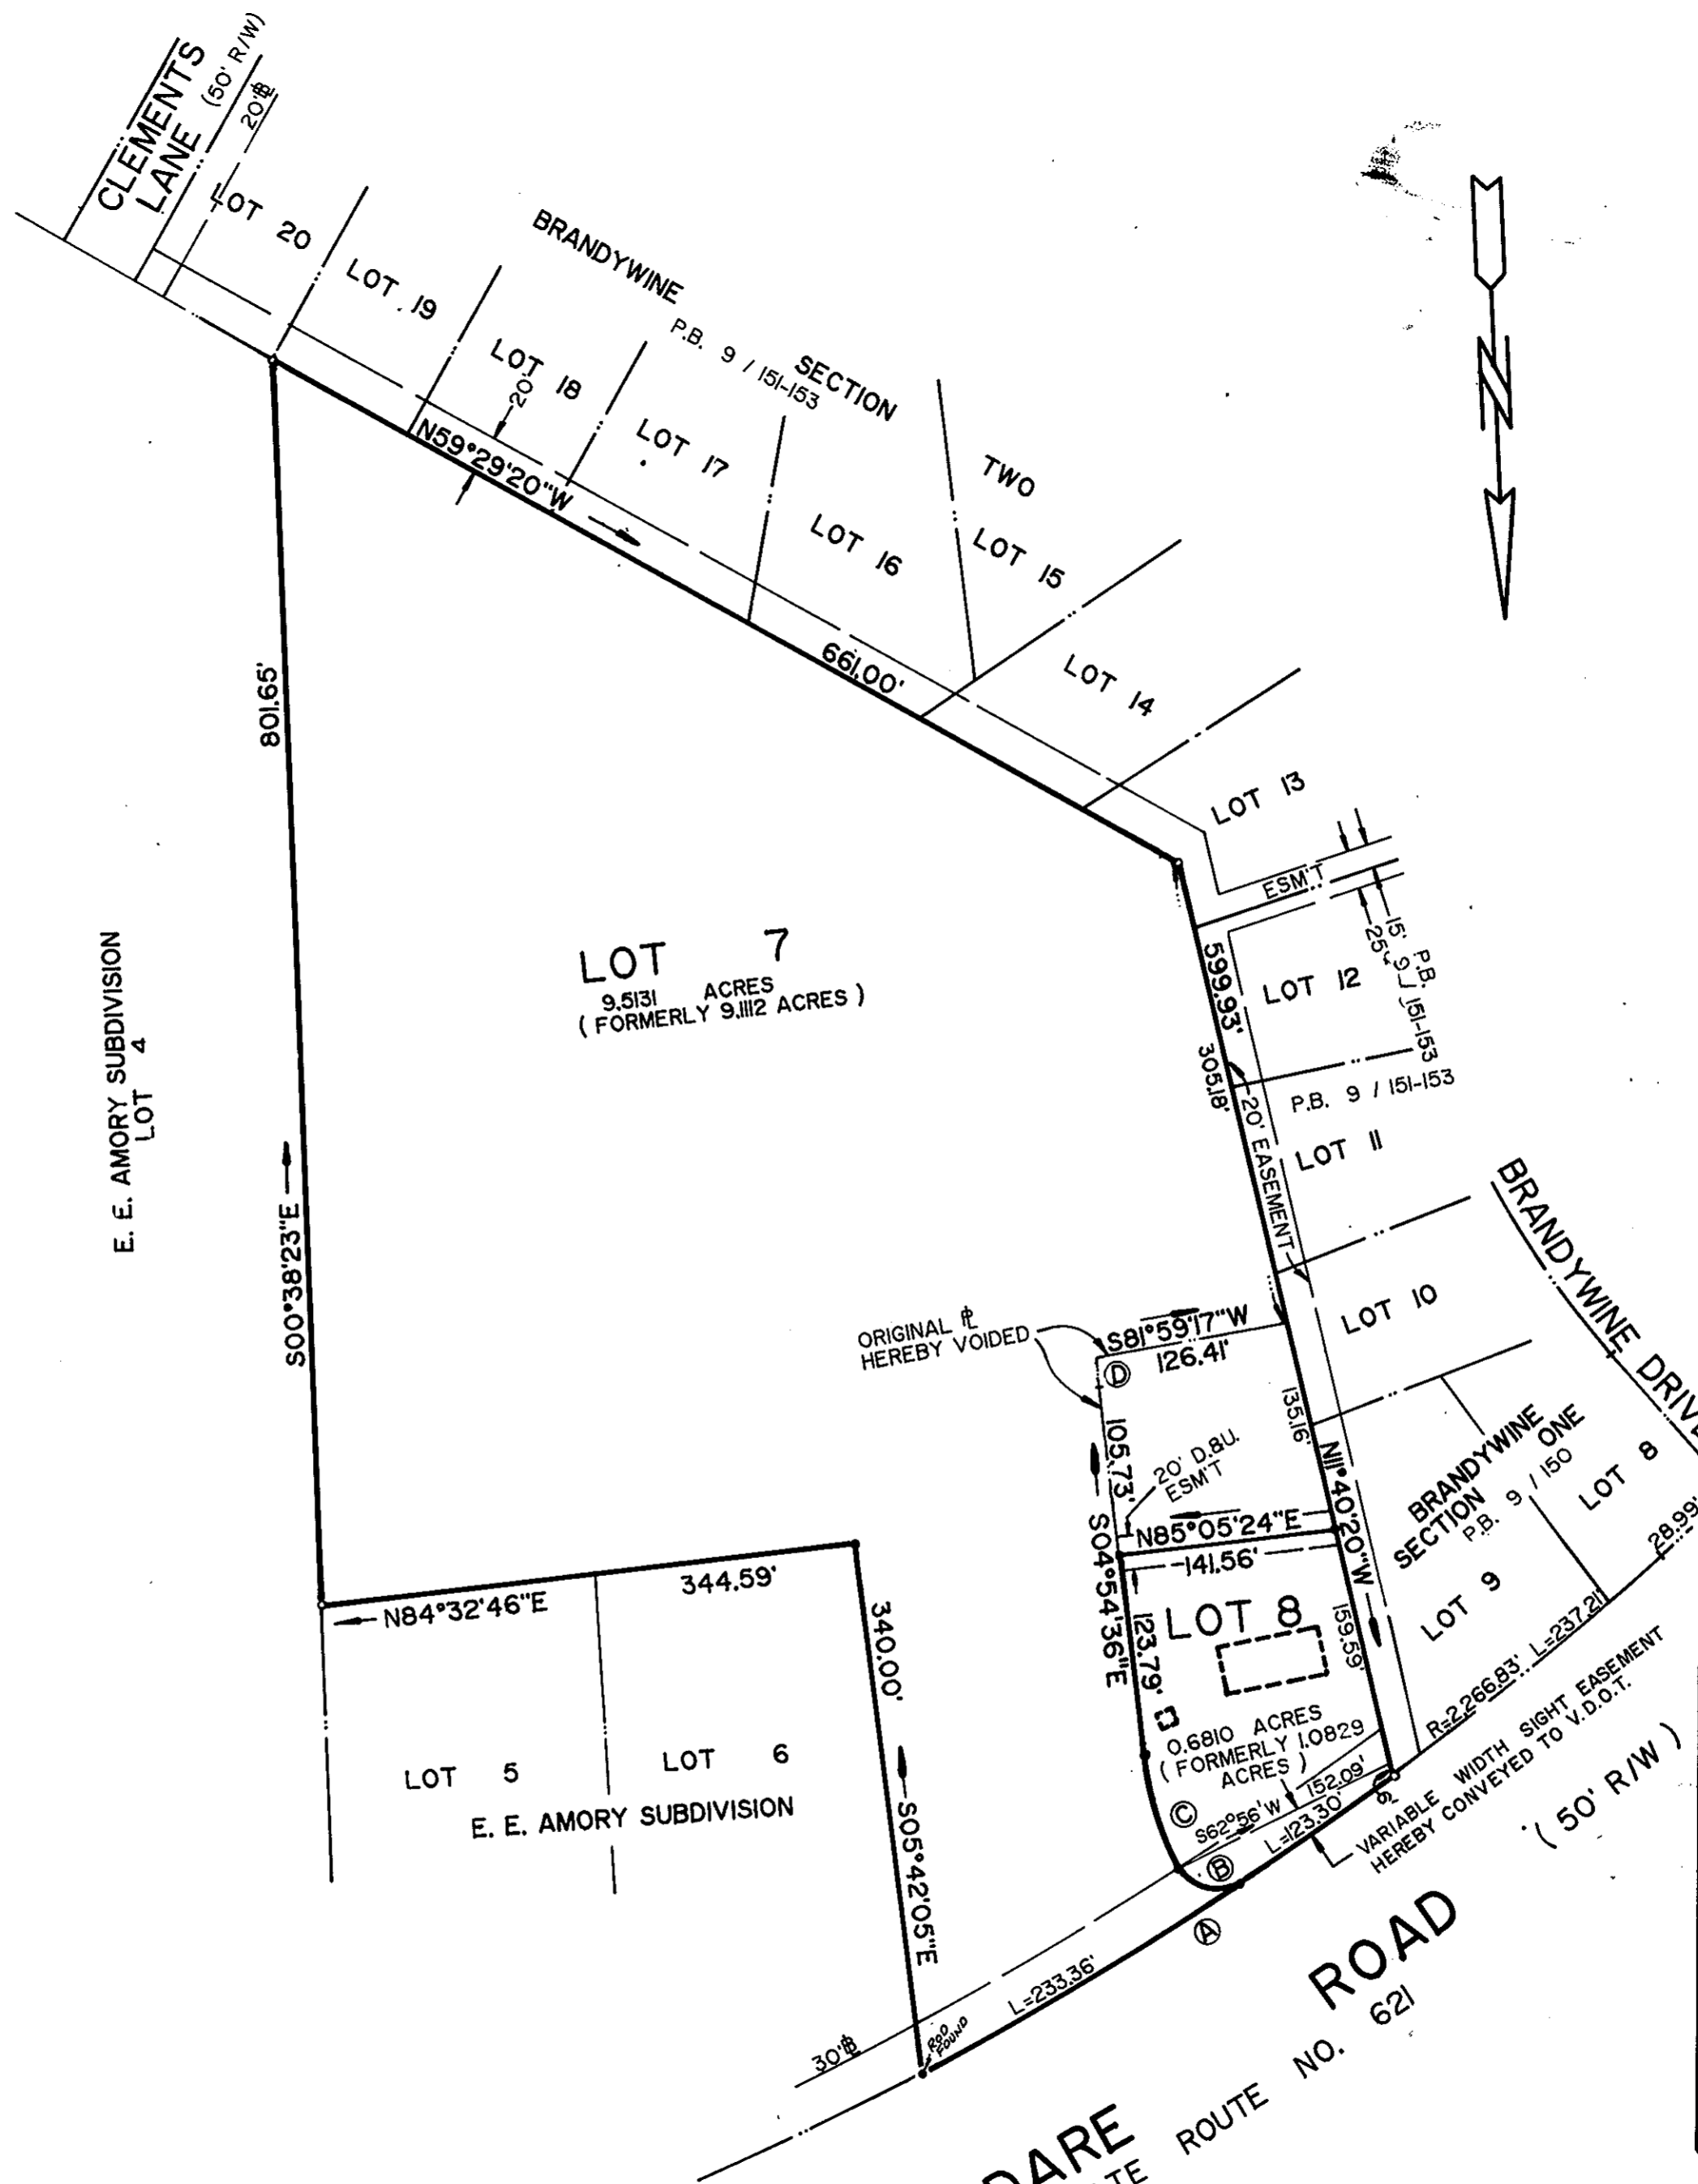 CLEMENTS
LANE (50' R/W)
20' BL
LOT 20
LOT 19
LOT 18
20'
LOT 17
LOT 16
LOT 15
LOT 14
LOT 13
BRANDYWINE
SECTION
TWO
P.B. 9 / 151-153
N59°29'20"W
661.00'
801.65'
S00°38'23"E
E. E. AMORY SUBDIVISION
LOT 4
LOT 7
9.5131 ACRES
( FORMERLY 9.1112 ACRES )
ESM'T
15' P.B.
25' 9 / 151-153
LOT 12
599.93'
305.18'
P.B. 9 / 151-153
20' EASEMENT
LOT 11
LOT 10
BRANDYWINE DRIV
ORIGINAL PL
HEREBY VOIDED
S81°59'17"W
126.41'
D
105.73'
S04°54'36"E
20' D.&U.
ESM'T
N85°05'24"E
141.56'
135.16'
N11°40'20"W
BRANDYWINE
SECTION ONE
P.B. 9 / 150
LOT 8
LOT 9
28.99'
LOT 8
123.79'
159.59'
0.6810 ACRES
( FORMERLY 1.0829
ACRES )
C
S62°56'W 152.09'
L=123.30'
B
A
R=2,266.83' L=237.21'
VARIABLE WIDTH SIGHT EASEMENT
HEREBY CONVEYED TO V.D.O.T.
( 50' R/W )
N84°32'46"E
344.59'
340.00'
S05°42'05"E
LOT 5
LOT 6
E. E. AMORY SUBDIVISION
L=233.36'
ROD
FOUND
30' BL
DARE ROAD
TE ROUTE NO. 621